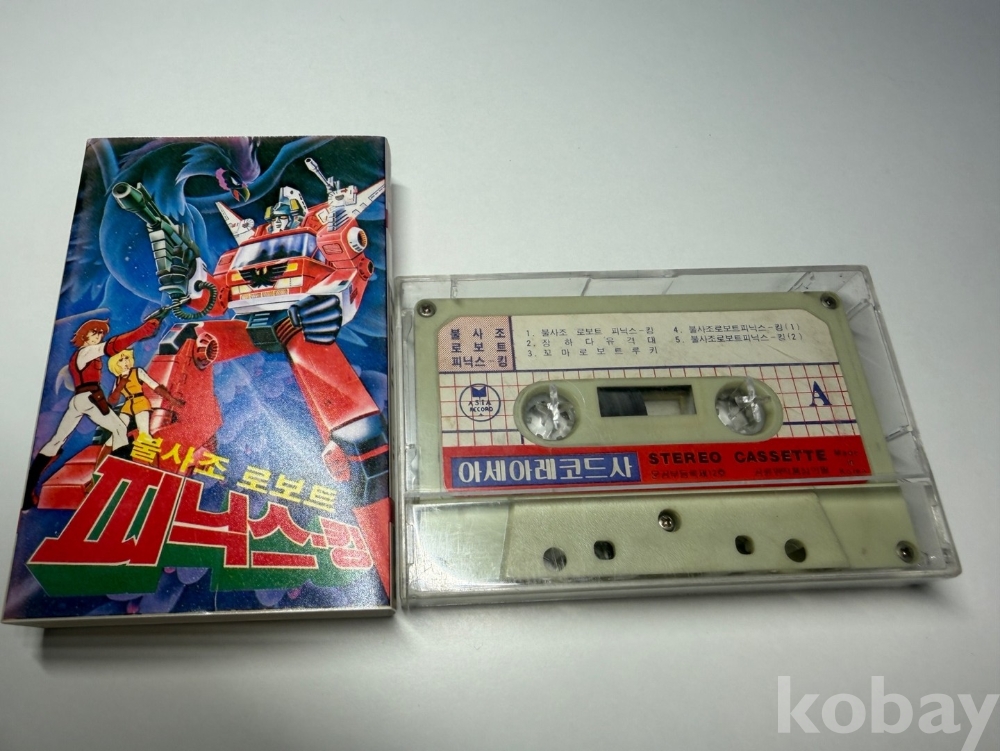 불사조 로보트
피닉스킹
불사조
로보트
피닉스-킹
1. 불사조 로보트 피닉스-킹
2. 장하다유격대
3. 꼬마로보트루키
4. 불사조로보트피닉스-킹(1)
5. 불사조로보트피닉스-킹(2)
ASIA
RECORD
A
아세아레코드사
STEREO CASSETTE
kobay